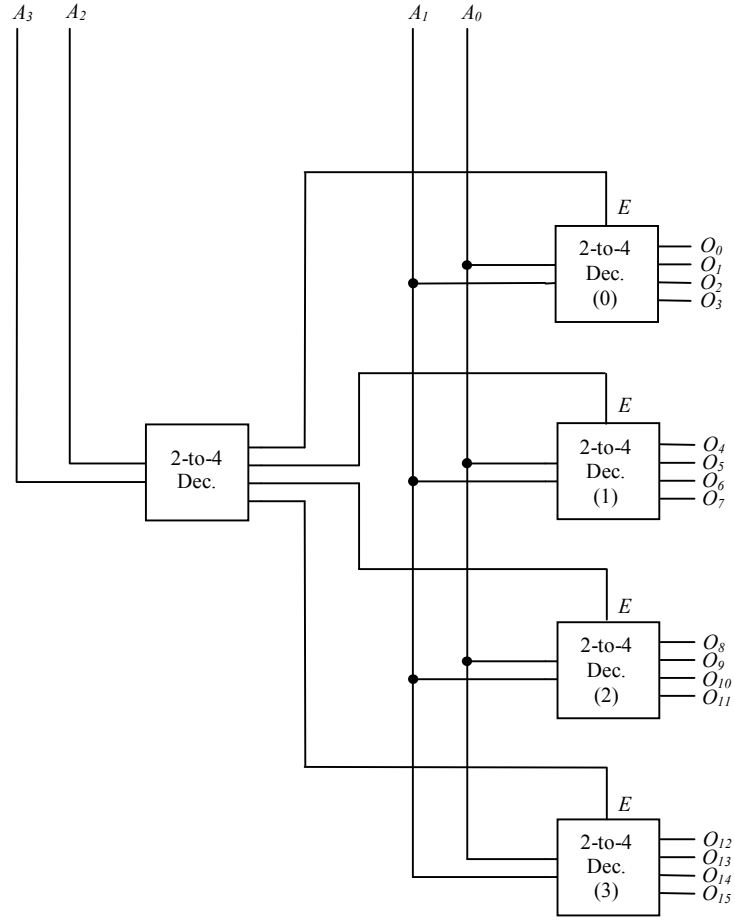 A₃ A₂ A₁ A₀
E
2-to-4
Dec.
(0)
O₀
O₁
O₂
O₃
E
2-to-4
Dec.
(1)
O₄
O₅
O₆
O₇
2-to-4
Dec.
E
2-to-4
Dec.
(2)
O₈
O₉
O₁₀
O₁₁
E
2-to-4
Dec.
(3)
O₁₂
O₁₃
O₁₄
O₁₅